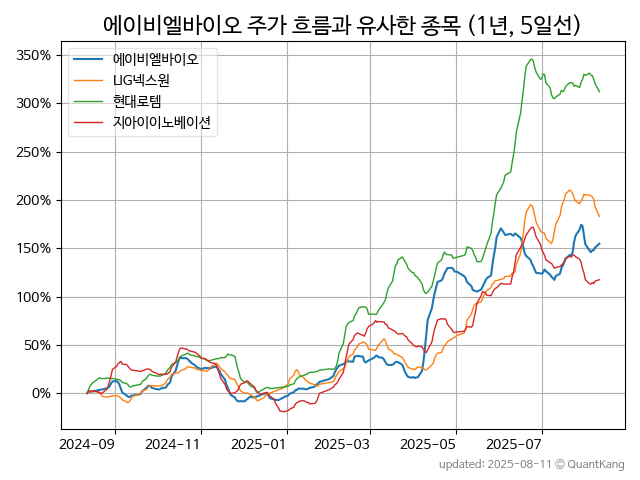 에이비엘바이오 주가 흐름과 유사한 종목 (1년, 5일선)
350%
300%
250%
200%
150%
100%
50%
0%
에이비엘바이오
LIG넥스원
현대로템
지아이이노베이션
2024-09
2024-11
2025-01
2025-03
2025-05
2025-07
updated: 2025-08-11 © QuantKang